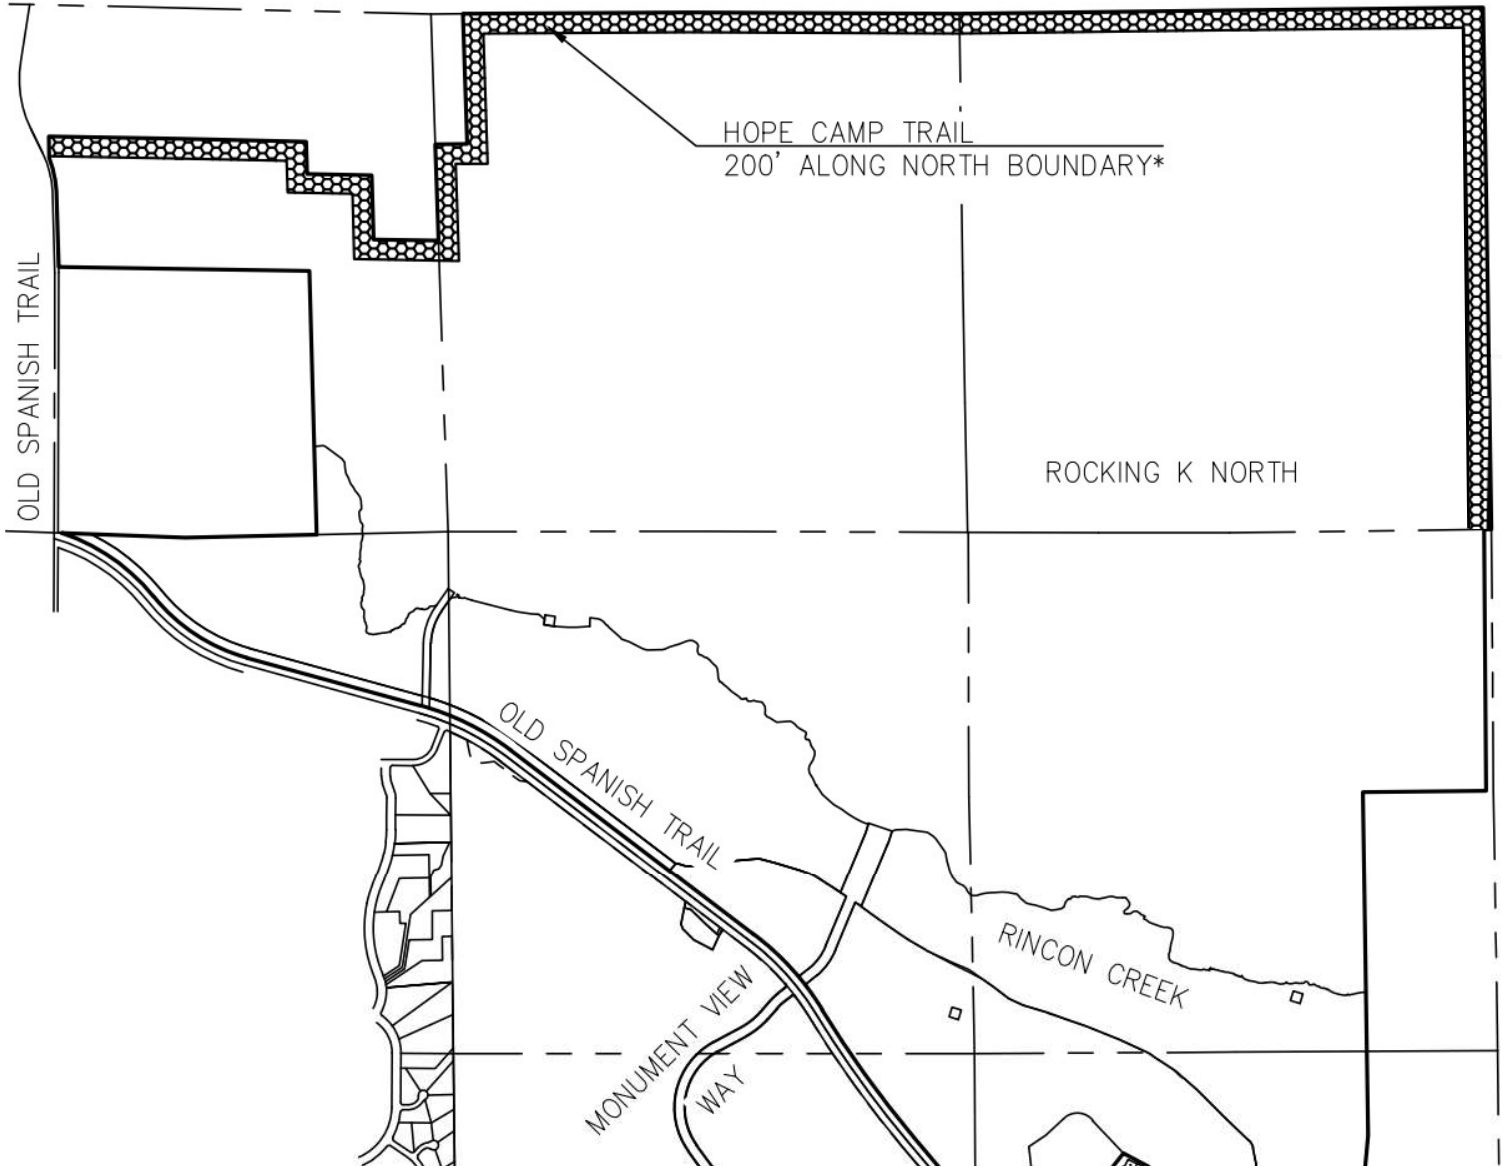 HOPE CAMP TRAIL
200' ALONG NORTH BOUNDARY*
OLD SPANISH TRAIL
ROCKING K NORTH
OLD SPANISH TRAIL
RINCON CREEK
MONUMENT VIEW
WAY